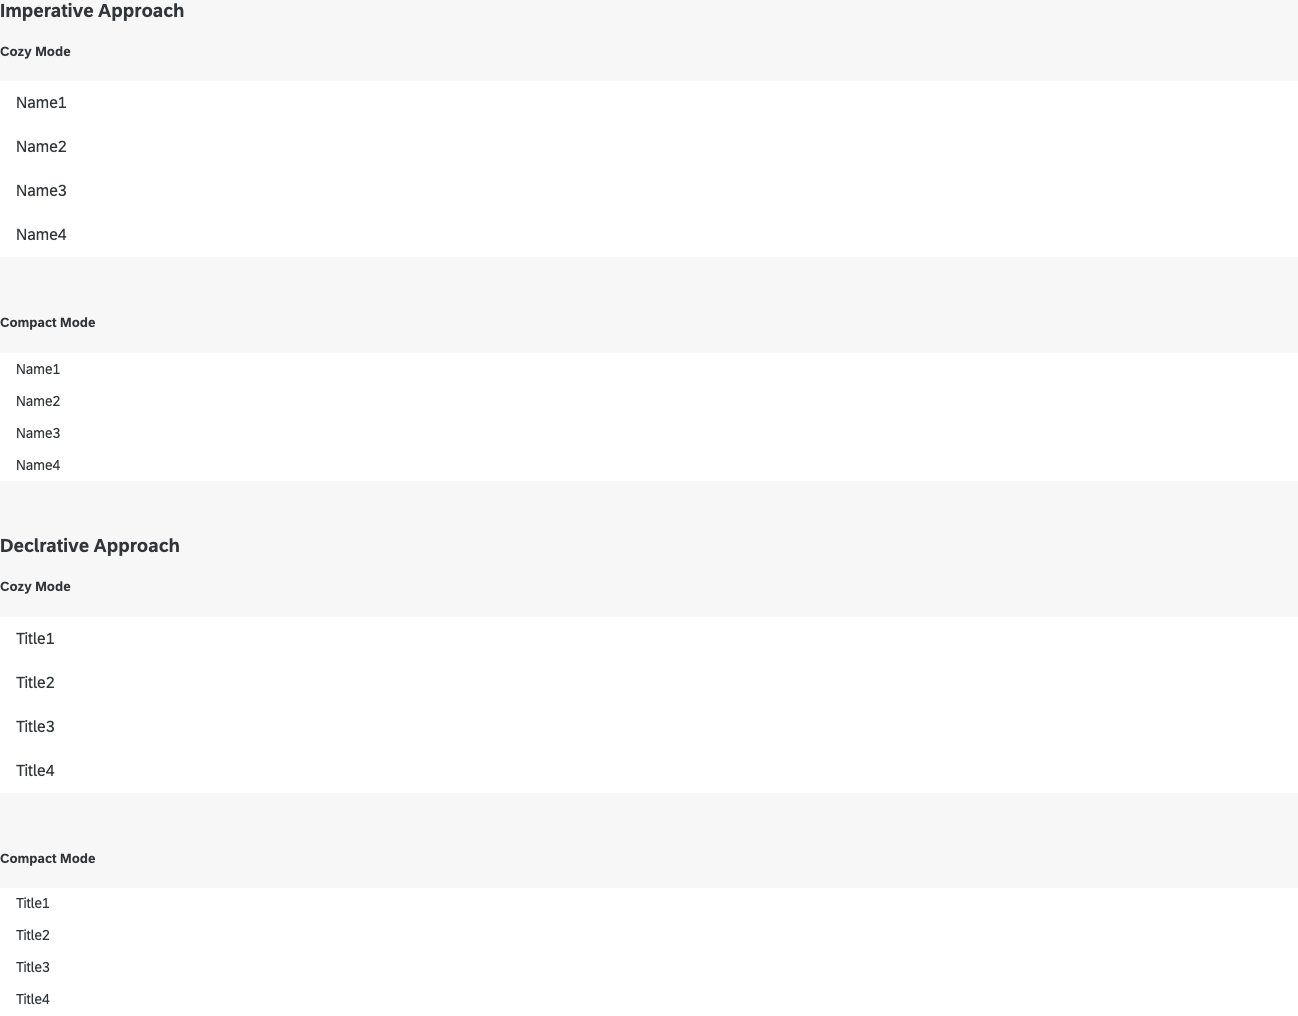 Imperative Approach
Cozy Mode
Name1
Name2
Name3
Name4
Compact Mode
Name1
Name2
Name3
Name4
Declrative Approach
Cozy Mode
Title1
Title2
Title3
Title4
Compact Mode
Title1
Title2
Title3
Title4